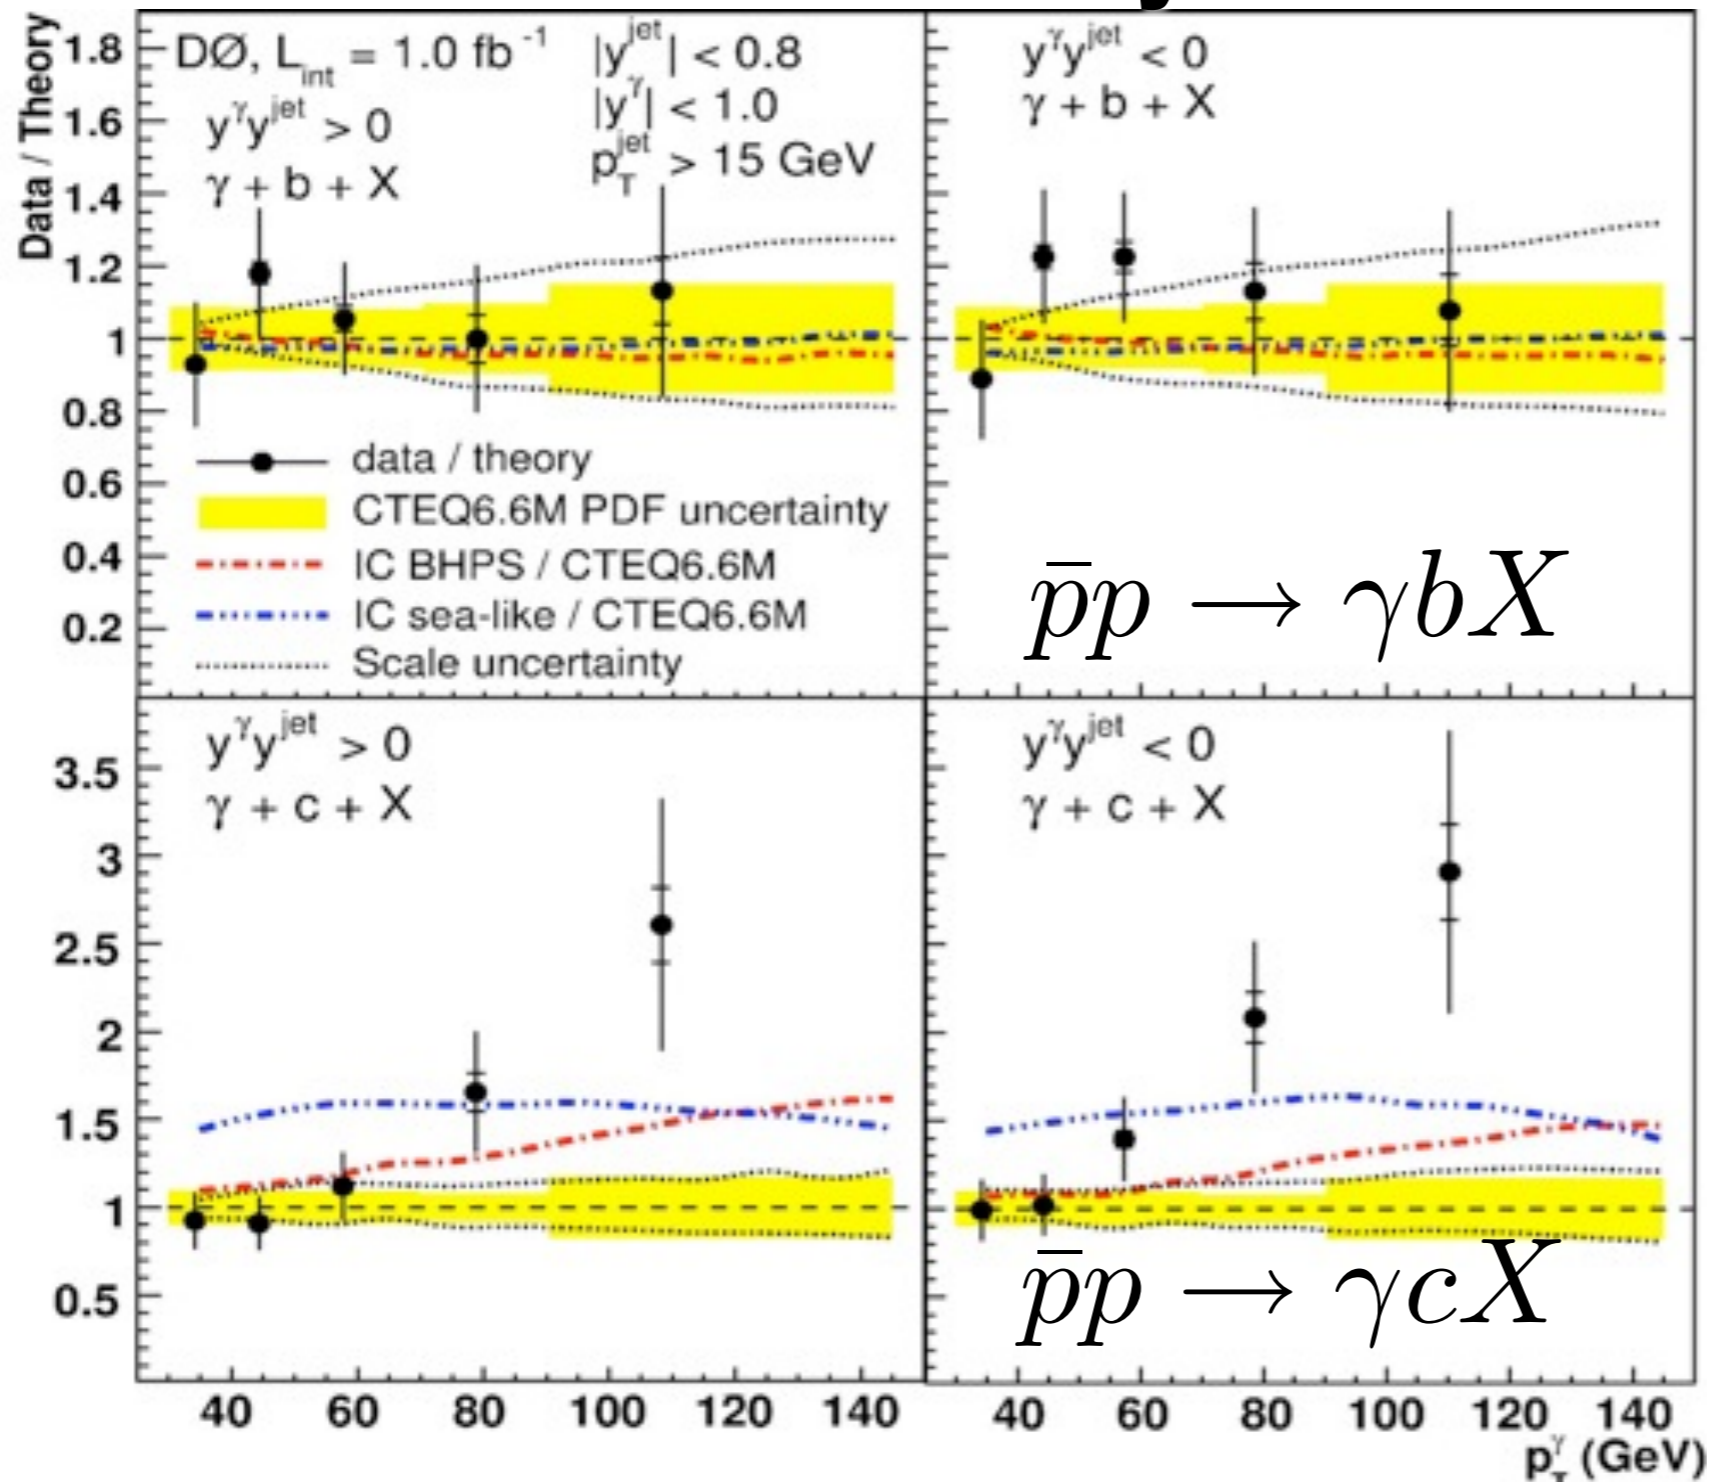 Data / Theory
1.8
1.6
1.4
1.2
1
0.8
0.6
0.4
0.2
DØ, L_int = 1.0 fb^-1
y^γ y^jet > 0
γ + b + X
|y^jet| < 0.8
|y^γ| < 1.0
p_T^jet > 15 GeV
data / theory
CTEQ6.6M PDF uncertainty
IC BHPS / CTEQ6.6M
IC sea-like / CTEQ6.6M
Scale uncertainty
y^γ y^jet < 0
γ + b + X
p̄p → γbX
3.5
3
2.5
2
1.5
1
0.5
y^γ y^jet > 0
γ + c + X
y^γ y^jet < 0
γ + c + X
p̄p → γcX
40 60 80 100 120 140
40 60 80 100 120 140
p_T^γ (GeV)